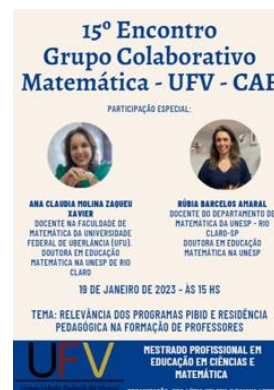 15º Encontro
Grupo Colaborativo
Matemática - UFV - CAF
PARTICIPAÇÃO ESPECIAL:
ANA CLAUDIA MOLINA ZAQUEU
XAVIER
DOCENTE NA FACULDADE DE
MATEMÁTICA DA UNIVERSIDADE
FEDERAL DE UBERLÂNCIA (UFU).
DOUTORA EM EDUCAÇÃO
MATEMÁTICA NA UNESP DE RIO
CLARO
RÚBIA BARCELOS AMARAL
DOCENTE DO DEPARTAMENTO DE
MATEMÁTICA DA UNESP - RIO
CLARO-SP
DOUTORA EM EDUCAÇÃO
MATEMÁTICA NA UNESP
19 DE JANEIRO DE 2023 - ÀS 15 HS
TEMA: RELEVÂNCIA DOS PROGRAMAS PIBID E RESIDÊNCIA
PEDAGÓGICA NA FORMAÇÃO DE PROFESSORES
UFV
MESTRADO PROFISSIONAL EM
EDUCAÇÃO EM CIÊNCIAS E
MATEMÁTICA